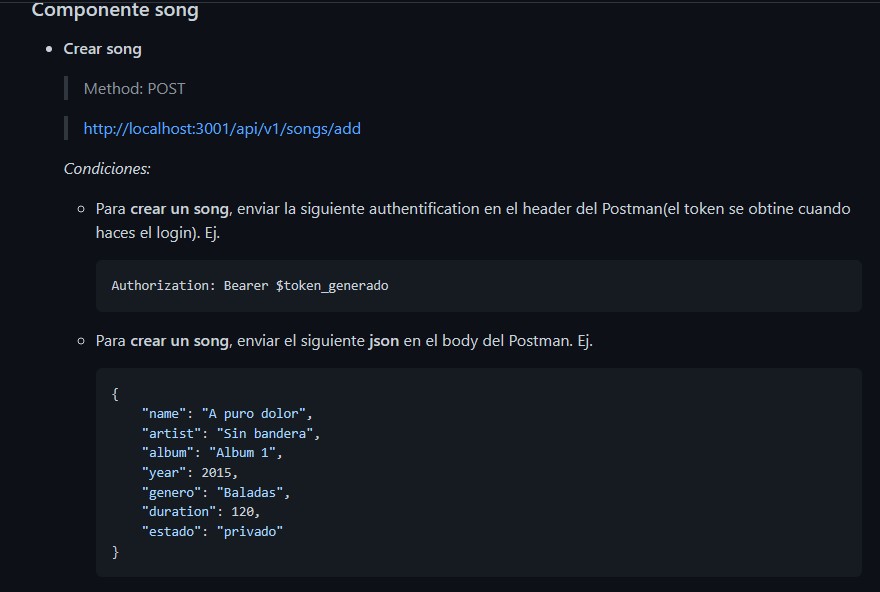 Componente song
Crear song
Method: POST
http://localhost:3001/api/v1/songs/add
Condiciones:
Para crear un song, enviar la siguiente authentification en el header del Postman(el token se obtine cuando
haces el login). Ej.
Authorization: Bearer $token_generado
Para crear un song, enviar el siguiente json en el body del Postman. Ej.
{
    "name": "A puro dolor",
    "artist": "Sin bandera",
    "album": "Album 1",
    "year": 2015,
    "genero": "Baladas",
    "duration": 120,
    "estado": "privado"
}